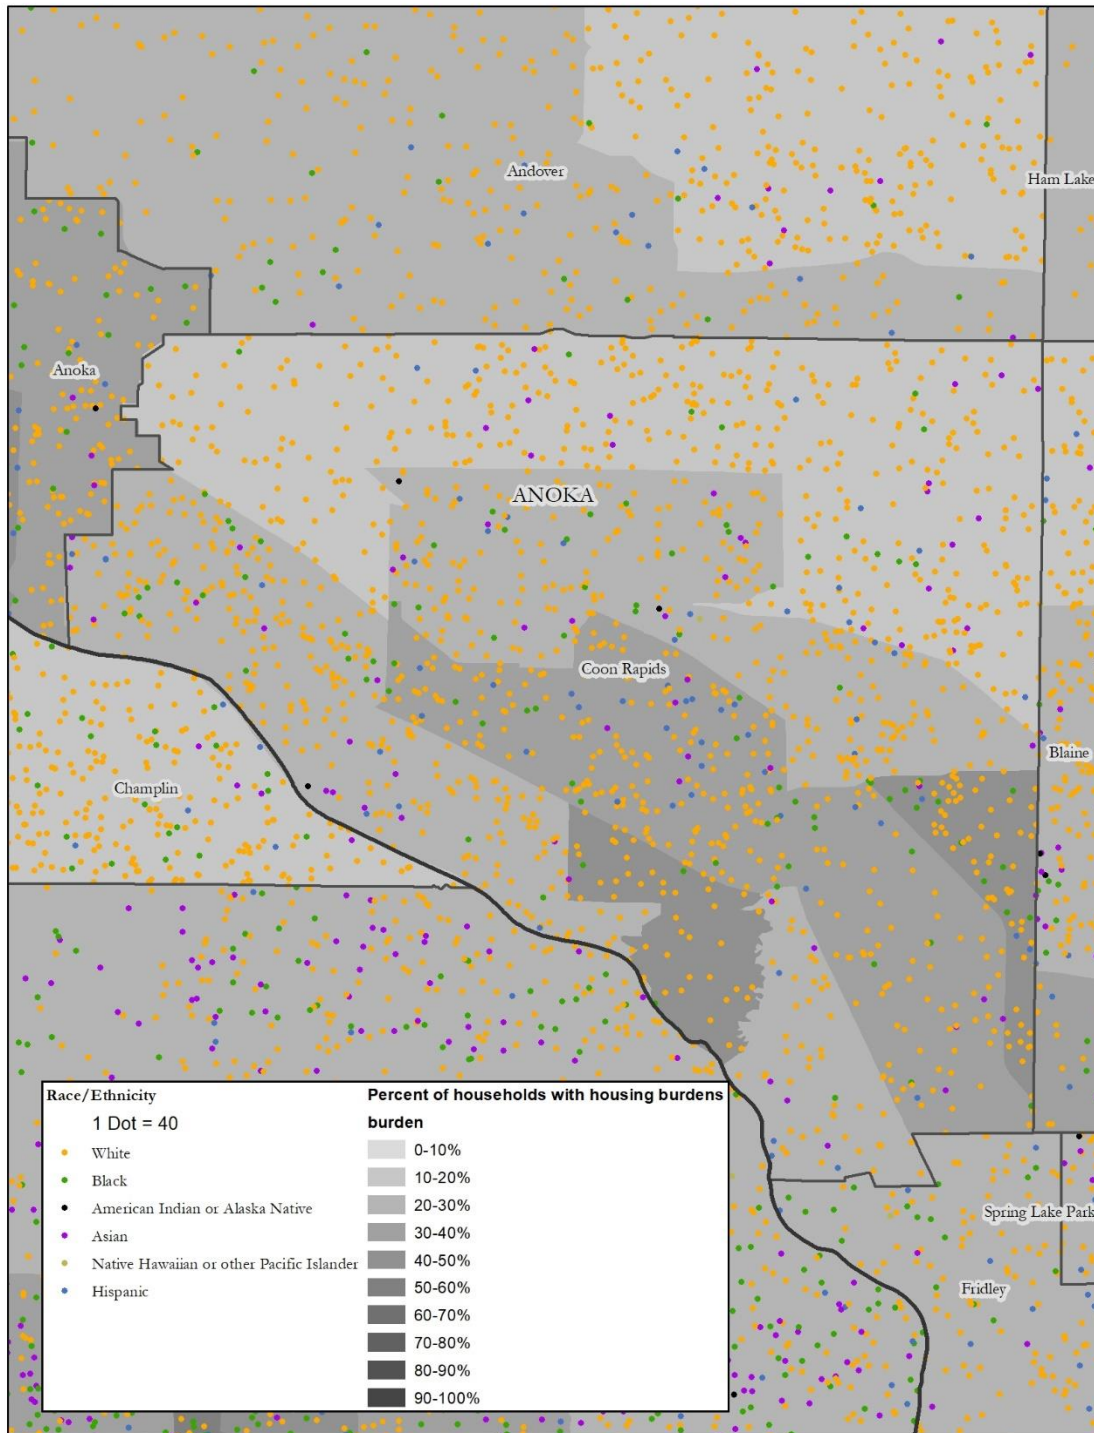 Andover
Ham Lake
Anoka
ANOKA
Coon Rapids
Blaine
Champlin
Race/Ethnicity
1 Dot = 40
White
Black
American Indian or Alaska Native
Asian
Native Hawaiian or other Pacific Islander
Hispanic
Percent of households with housing burdens
burden
0-10%
10-20%
20-30%
30-40%
40-50%
50-60%
60-70%
70-80%
80-90%
90-100%
Spring Lake Park
Fridley